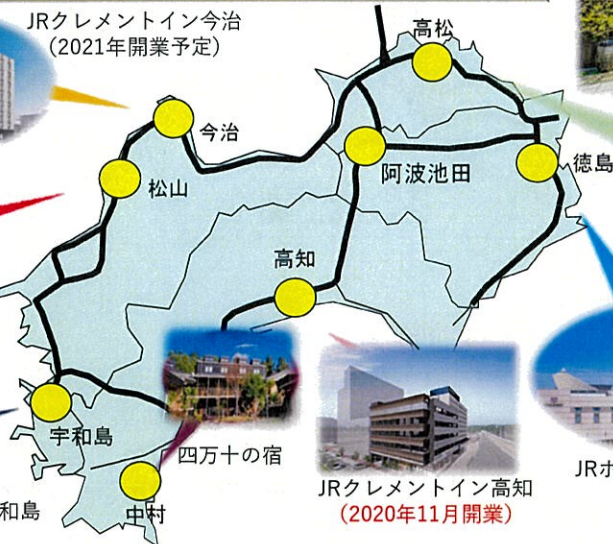 JRクレメントイン今治
(2021年開業予定)
高松
今治
阿波池田
徳島
松山
高知
宇和島
四万十の宿
中村
JRクレメントイン高知
(2020年11月開業)
JRホ
和島